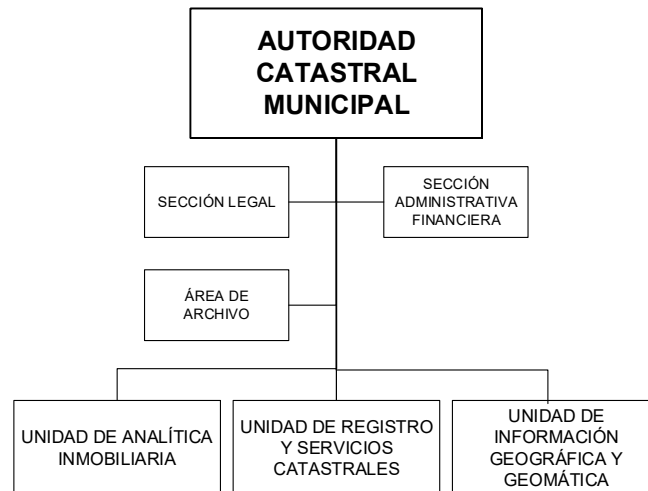 AUTORIDAD
CATASTRAL
MUNICIPAL
SECCIÓN LEGAL
SECCIÓN
ADMINISTRATIVA
FINANCIERA
ÁREA DE
ARCHIVO
UNIDAD DE ANALÍTICA
INMOBILIARIA
UNIDAD DE REGISTRO
Y SERVICIOS
CATASTRALES
UNIDAD DE
INFORMACIÓN
GEOGRÁFICA Y
GEOMÁTICA